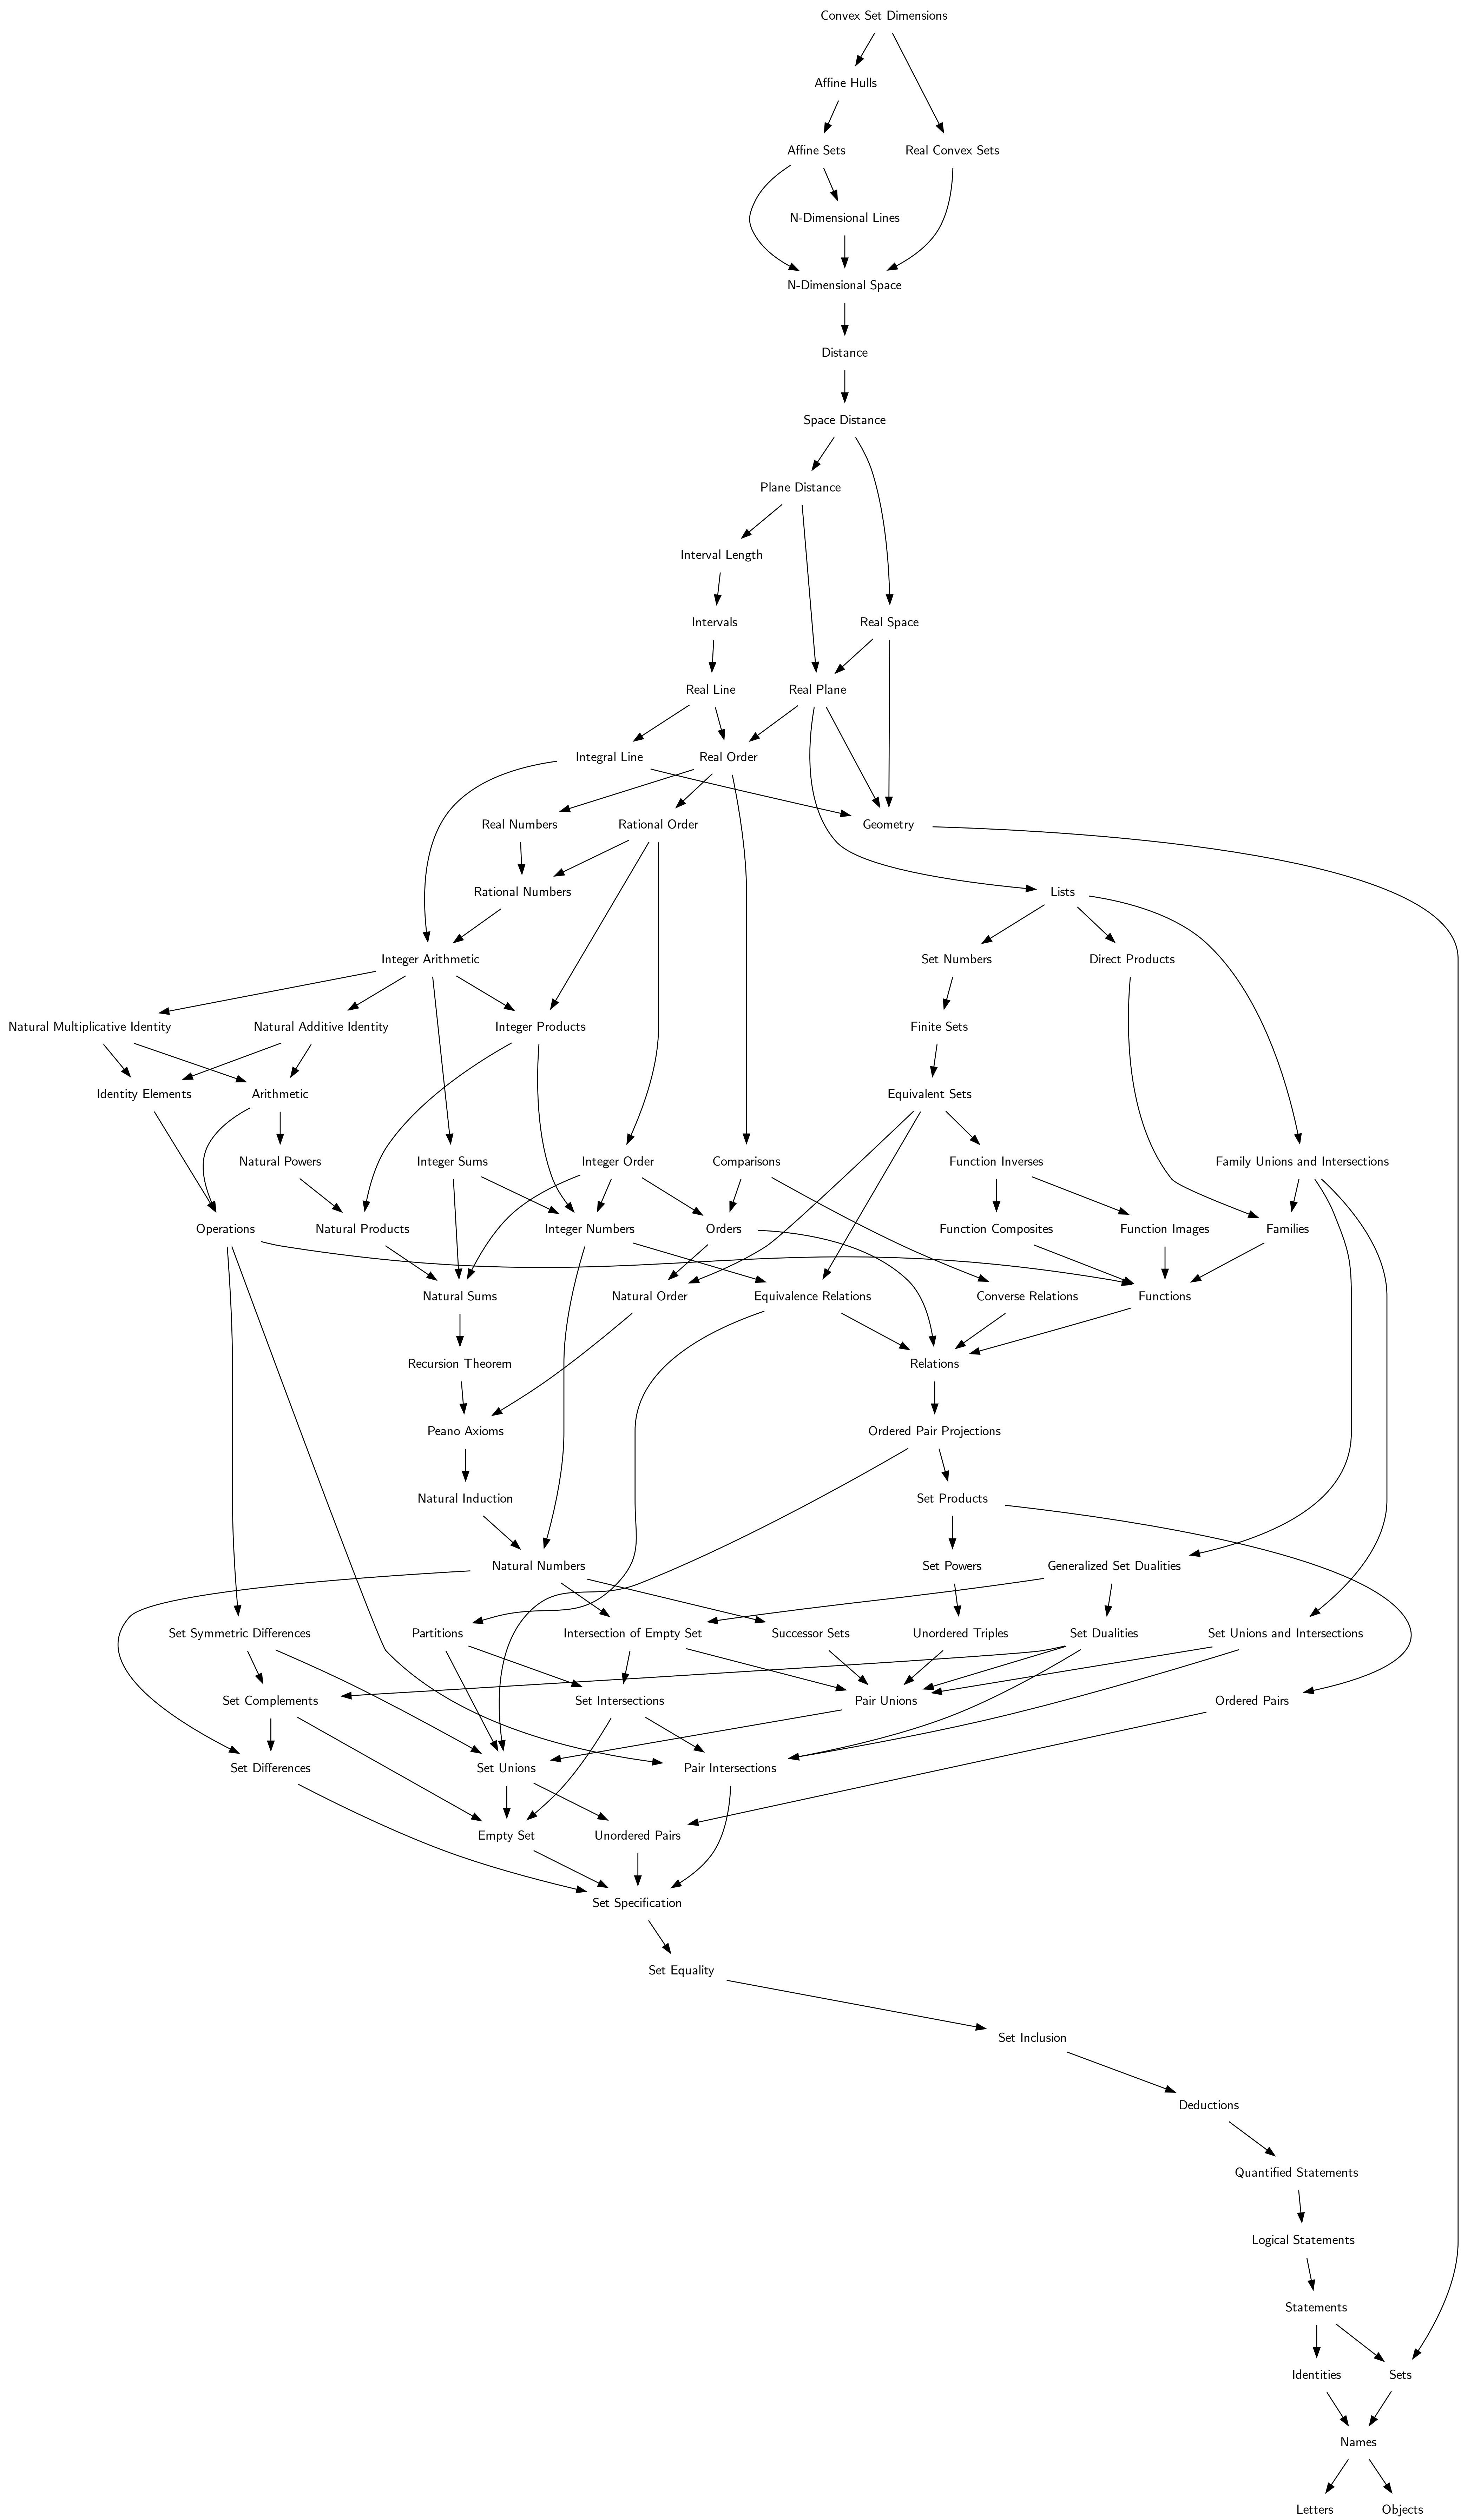 Convex Set Dimensions
Affine Hulls
Affine Sets
Real Convex Sets
N-Dimensional Lines
N-Dimensional Space
Distance
Space Distance
Plane Distance
Interval Length
Intervals
Real Space
Real Line
Real Plane
Integral Line
Real Order
Real Numbers
Rational Order
Geometry
Rational Numbers
Lists
Integer Arithmetic
Set Numbers
Direct Products
Natural Multiplicative Identity
Natural Additive Identity
Integer Products
Finite Sets
Identity Elements
Arithmetic
Equivalent Sets
Natural Powers
Integer Sums
Integer Order
Comparisons
Function Inverses
Family Unions and Intersections
Operations
Natural Products
Integer Numbers
Orders
Function Composites
Function Images
Families
Natural Sums
Natural Order
Equivalence Relations
Converse Relations
Functions
Recursion Theorem
Relations
Peano Axioms
Ordered Pair Projections
Natural Induction
Set Products
Natural Numbers
Set Powers
Generalized Set Dualities
Set Symmetric Differences
Partitions
Intersection of Empty Set
Successor Sets
Unordered Triples
Set Dualities
Set Unions and Intersections
Set Complements
Set Intersections
Pair Unions
Ordered Pairs
Set Differences
Set Unions
Pair Intersections
Empty Set
Unordered Pairs
Set Specification
Set Equality
Set Inclusion
Deductions
Quantified Statements
Logical Statements
Statements
Identities
Sets
Names
Letters
Objects